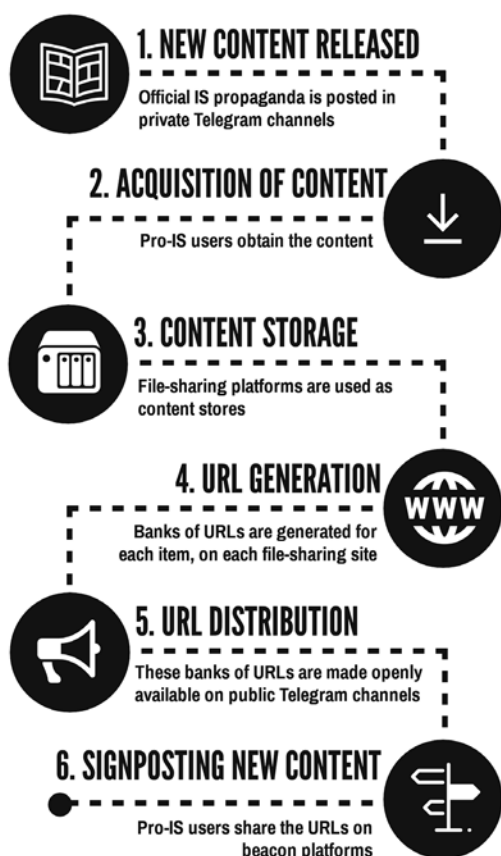 1. NEW CONTENT RELEASED
Official IS propaganda is posted in
private Telegram channels
2. ACQUISITION OF CONTENT
Pro-IS users obtain the content
3. CONTENT STORAGE
File-sharing platforms are used as
content stores
4. URL GENERATION
WWW
Banks of URLs are generated for
each item, on each file-sharing site
5. URL DISTRIBUTION
These banks of URLs are made openly
available on public Telegram channels
6. SIGNPOSTING NEW CONTENT
Pro-IS users share the URLs on
beacon platforms